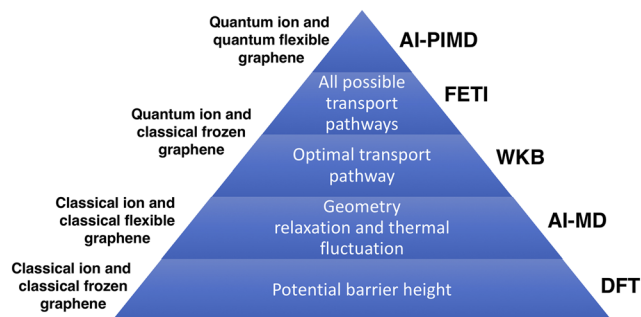 Quantum ion and
quantum flexible
graphene
AI-PIMD
All possible
transport
pathways
FETI
Quantum ion and
classical frozen
graphene
Optimal transport
pathway
WKB
Classical ion and
classical flexible
graphene
Geometry
relaxation and thermal
fluctuation
AI-MD
Classical ion and
classical frozen
graphene
Potential barrier height
DFT